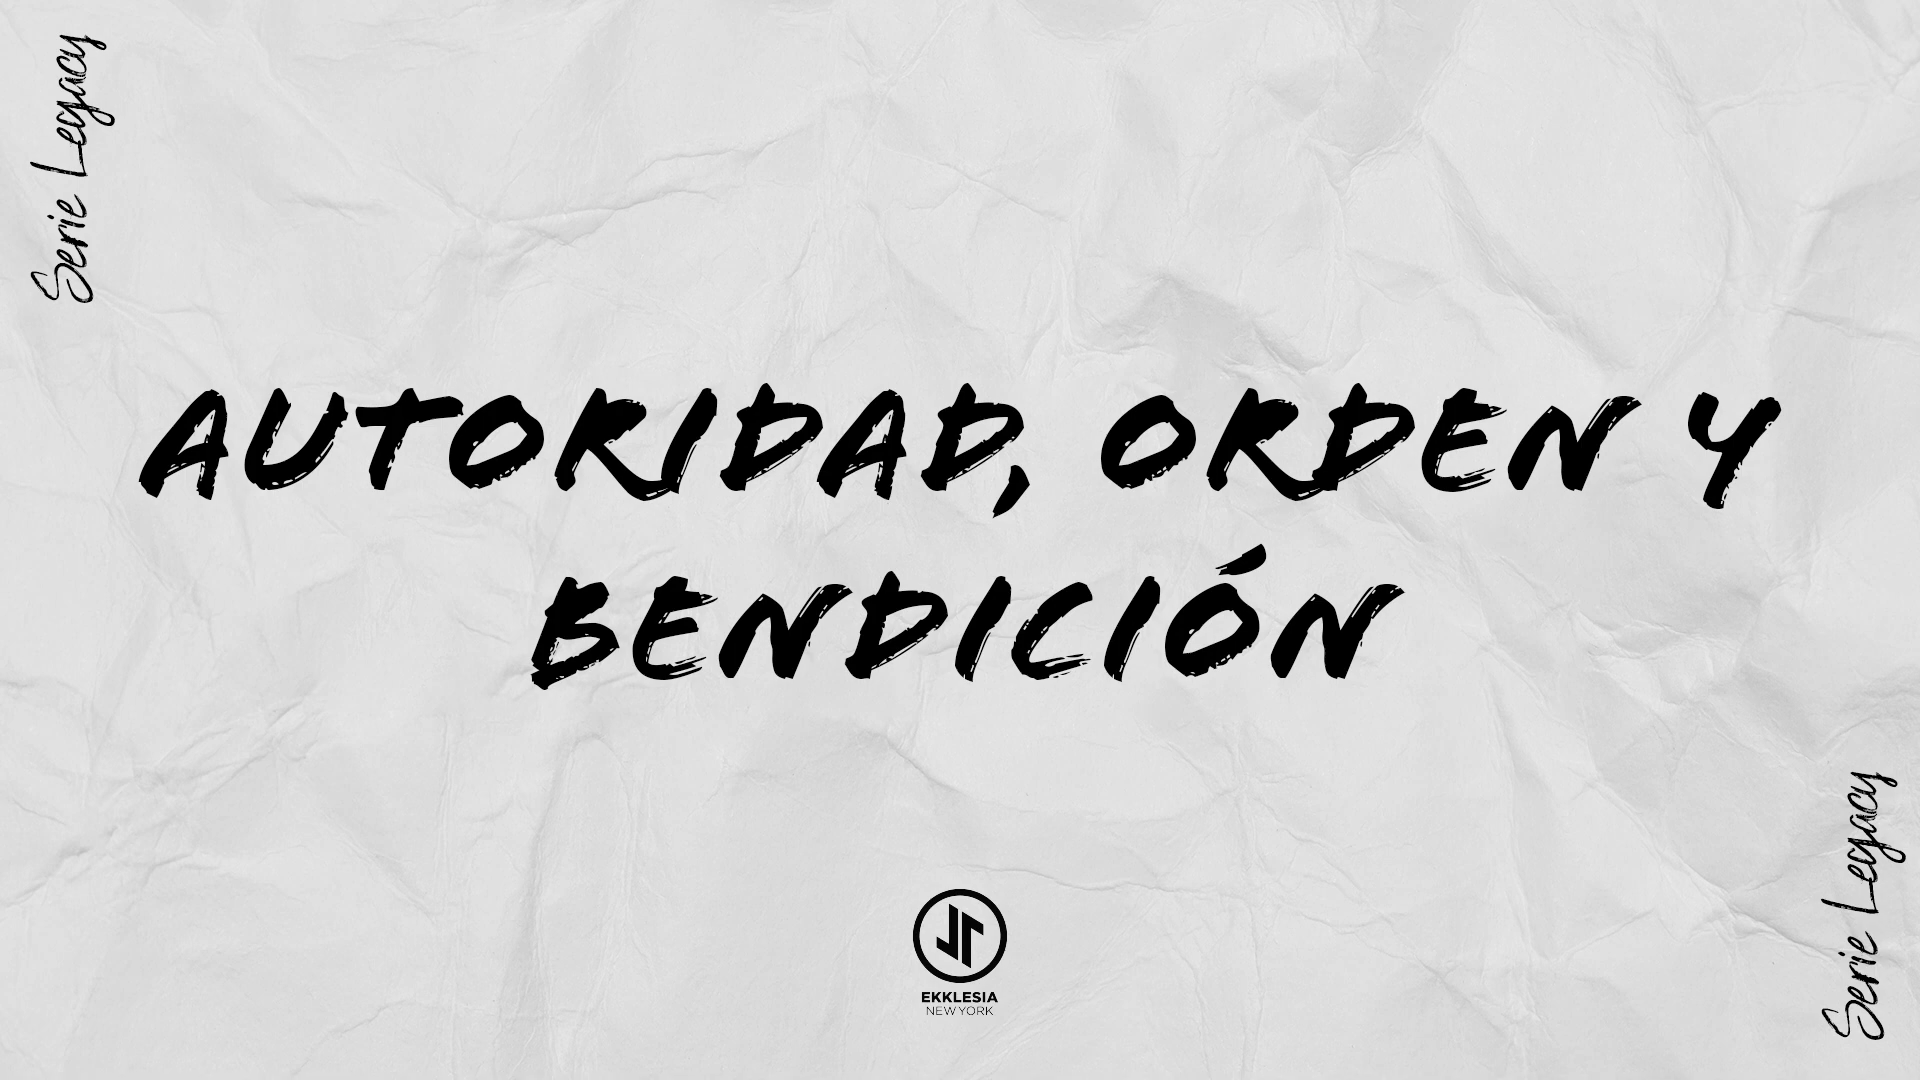 Serie Legacy
AUTORIDAD, ORDEN Y
BENDICIÓN
EKKLESIA
NEW YORK
Serie Legacy